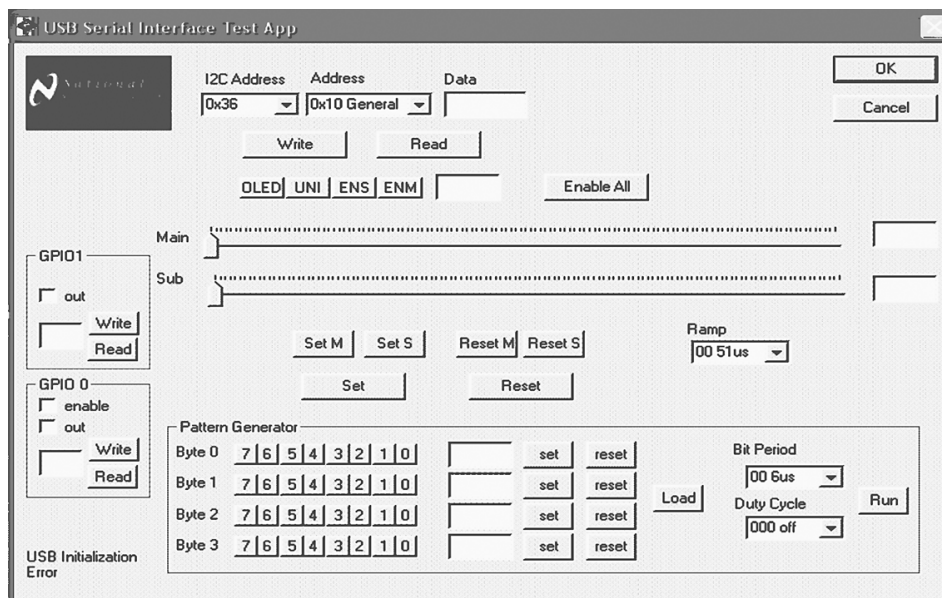 USB Serial Interface Test App
National
I2C Address Address Data
0x36 0x10 General
OK
Cancel
Write Read
OLED UNI ENS ENM Enable All
Main
Sub
GPIO1
out
Write
Read
Set M Set S Reset M Reset S
Set Reset
Ramp
00 51us
GPIO 0
enable
out
Write
Read
Pattern Generator
Byte 0 7 6 5 4 3 2 1 0 set reset
Byte 1 7 6 5 4 3 2 1 0 set reset
Byte 2 7 6 5 4 3 2 1 0 set reset
Byte 3 7 6 5 4 3 2 1 0 set reset
Load
Bit Period
00 6us
Duty Cycle
000 off
Run
USB Initialization
Error